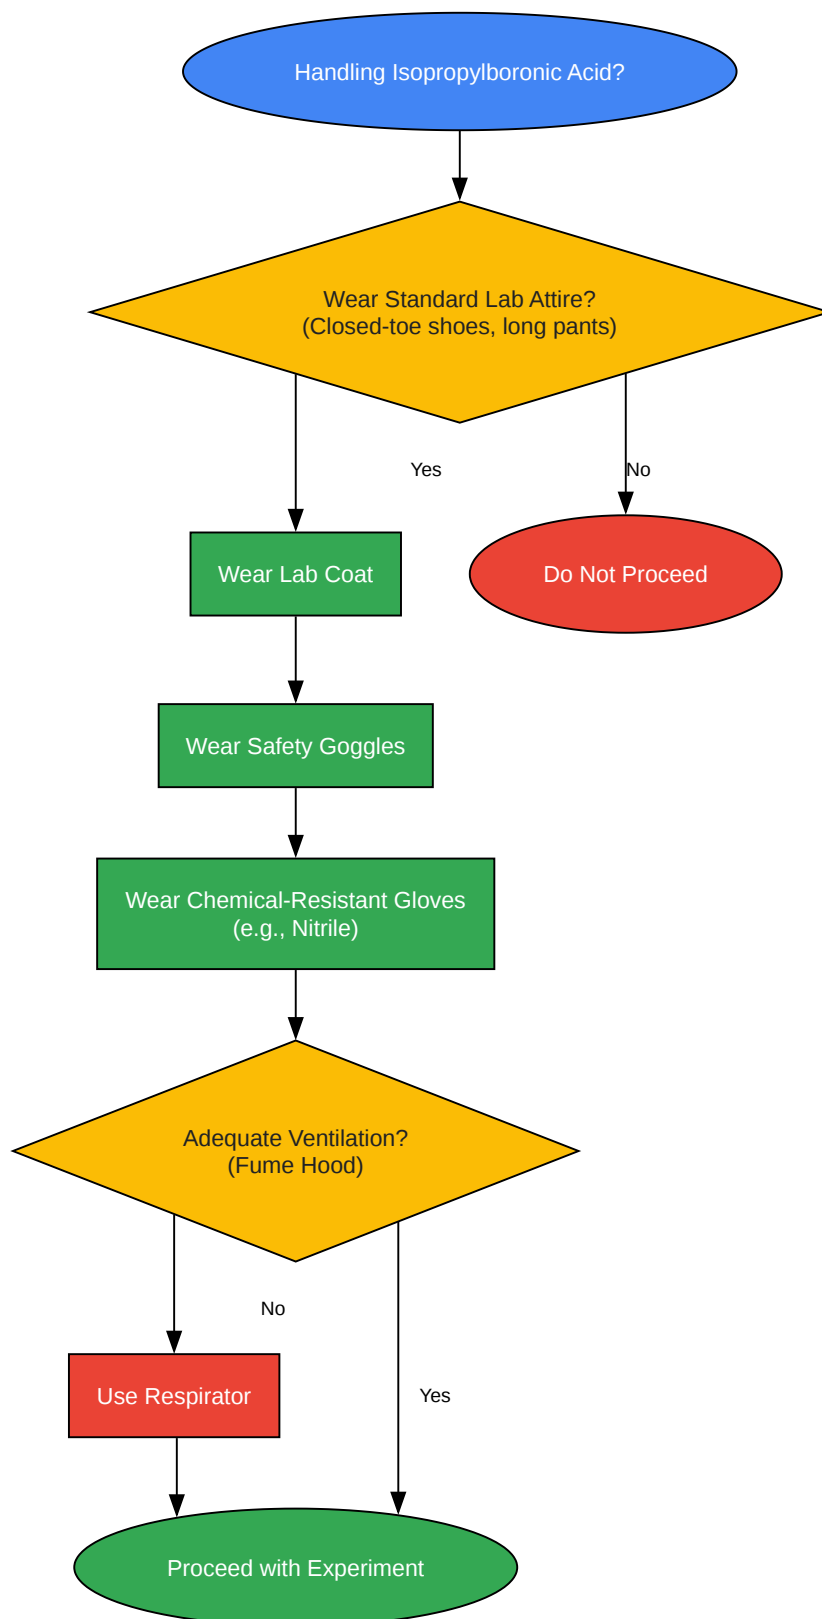 Handling Isopropylboronic Acid?
Wear Standard Lab Attire?
(Closed-toe shoes, long pants)
Yes
No
Wear Lab Coat
Do Not Proceed
Wear Safety Goggles
Wear Chemical-Resistant Gloves
(e.g., Nitrile)
Adequate Ventilation?
(Fume Hood)
No
Use Respirator
Yes
Proceed with Experiment